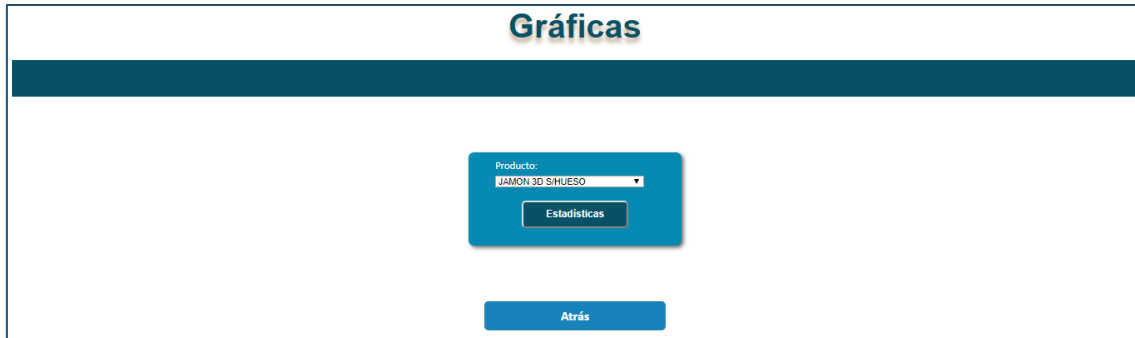 Gráficas
Producto:
JAMON 3D S/HUESO
Estadísticas
Atrás